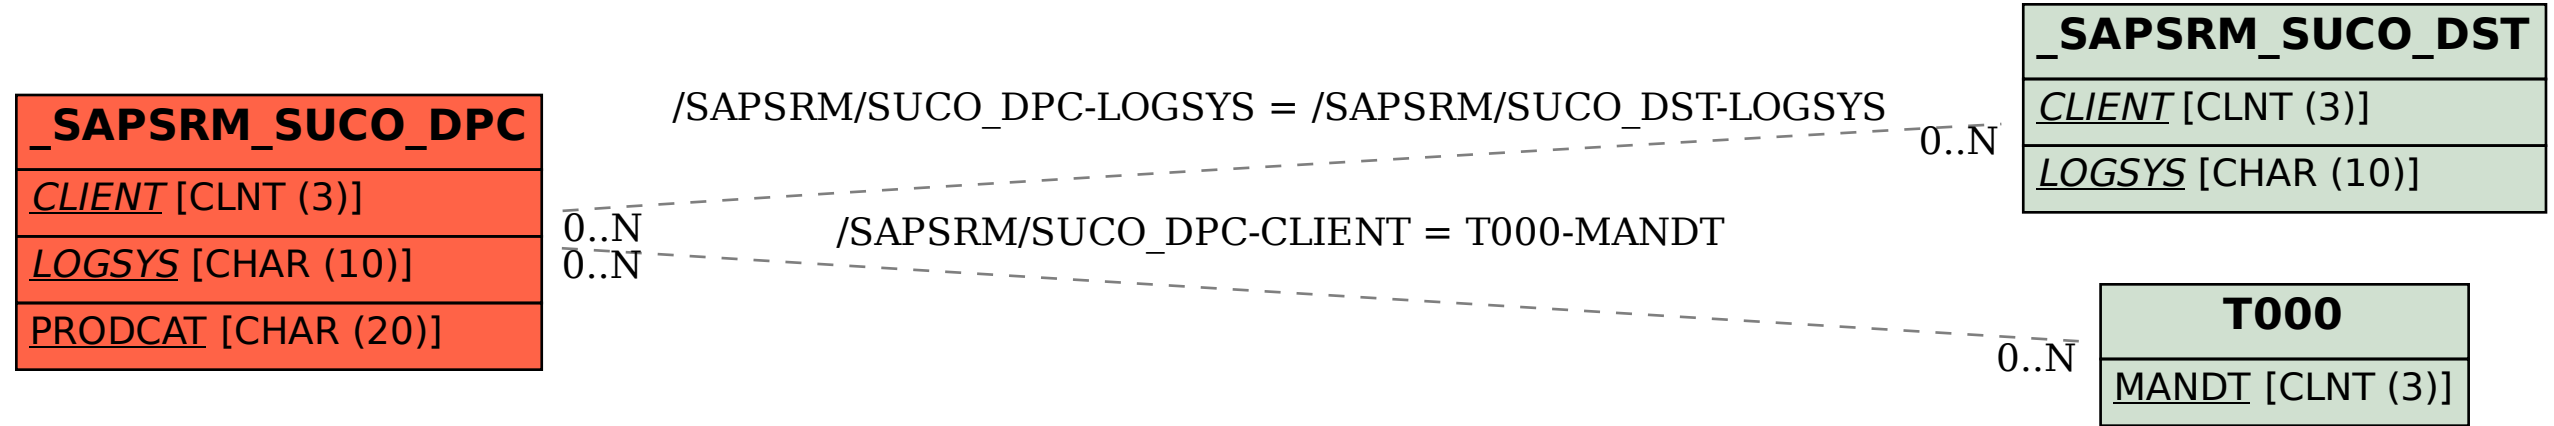 _SAPSRM_SUCO_DPC
CLIENT [CLNT (3)]
LOGSYS [CHAR (10)]
PRODCAT [CHAR (20)]
/SAPSRM/SUCO_DPC-LOGSYS = /SAPSRM/SUCO_DST-LOGSYS
0..N
0..N
/SAPSRM/SUCO_DPC-CLIENT = T000-MANDT
0..N
0..N
_SAPSRM_SUCO_DST
CLIENT [CLNT (3)]
LOGSYS [CHAR (10)]
T000
MANDT [CLNT (3)]